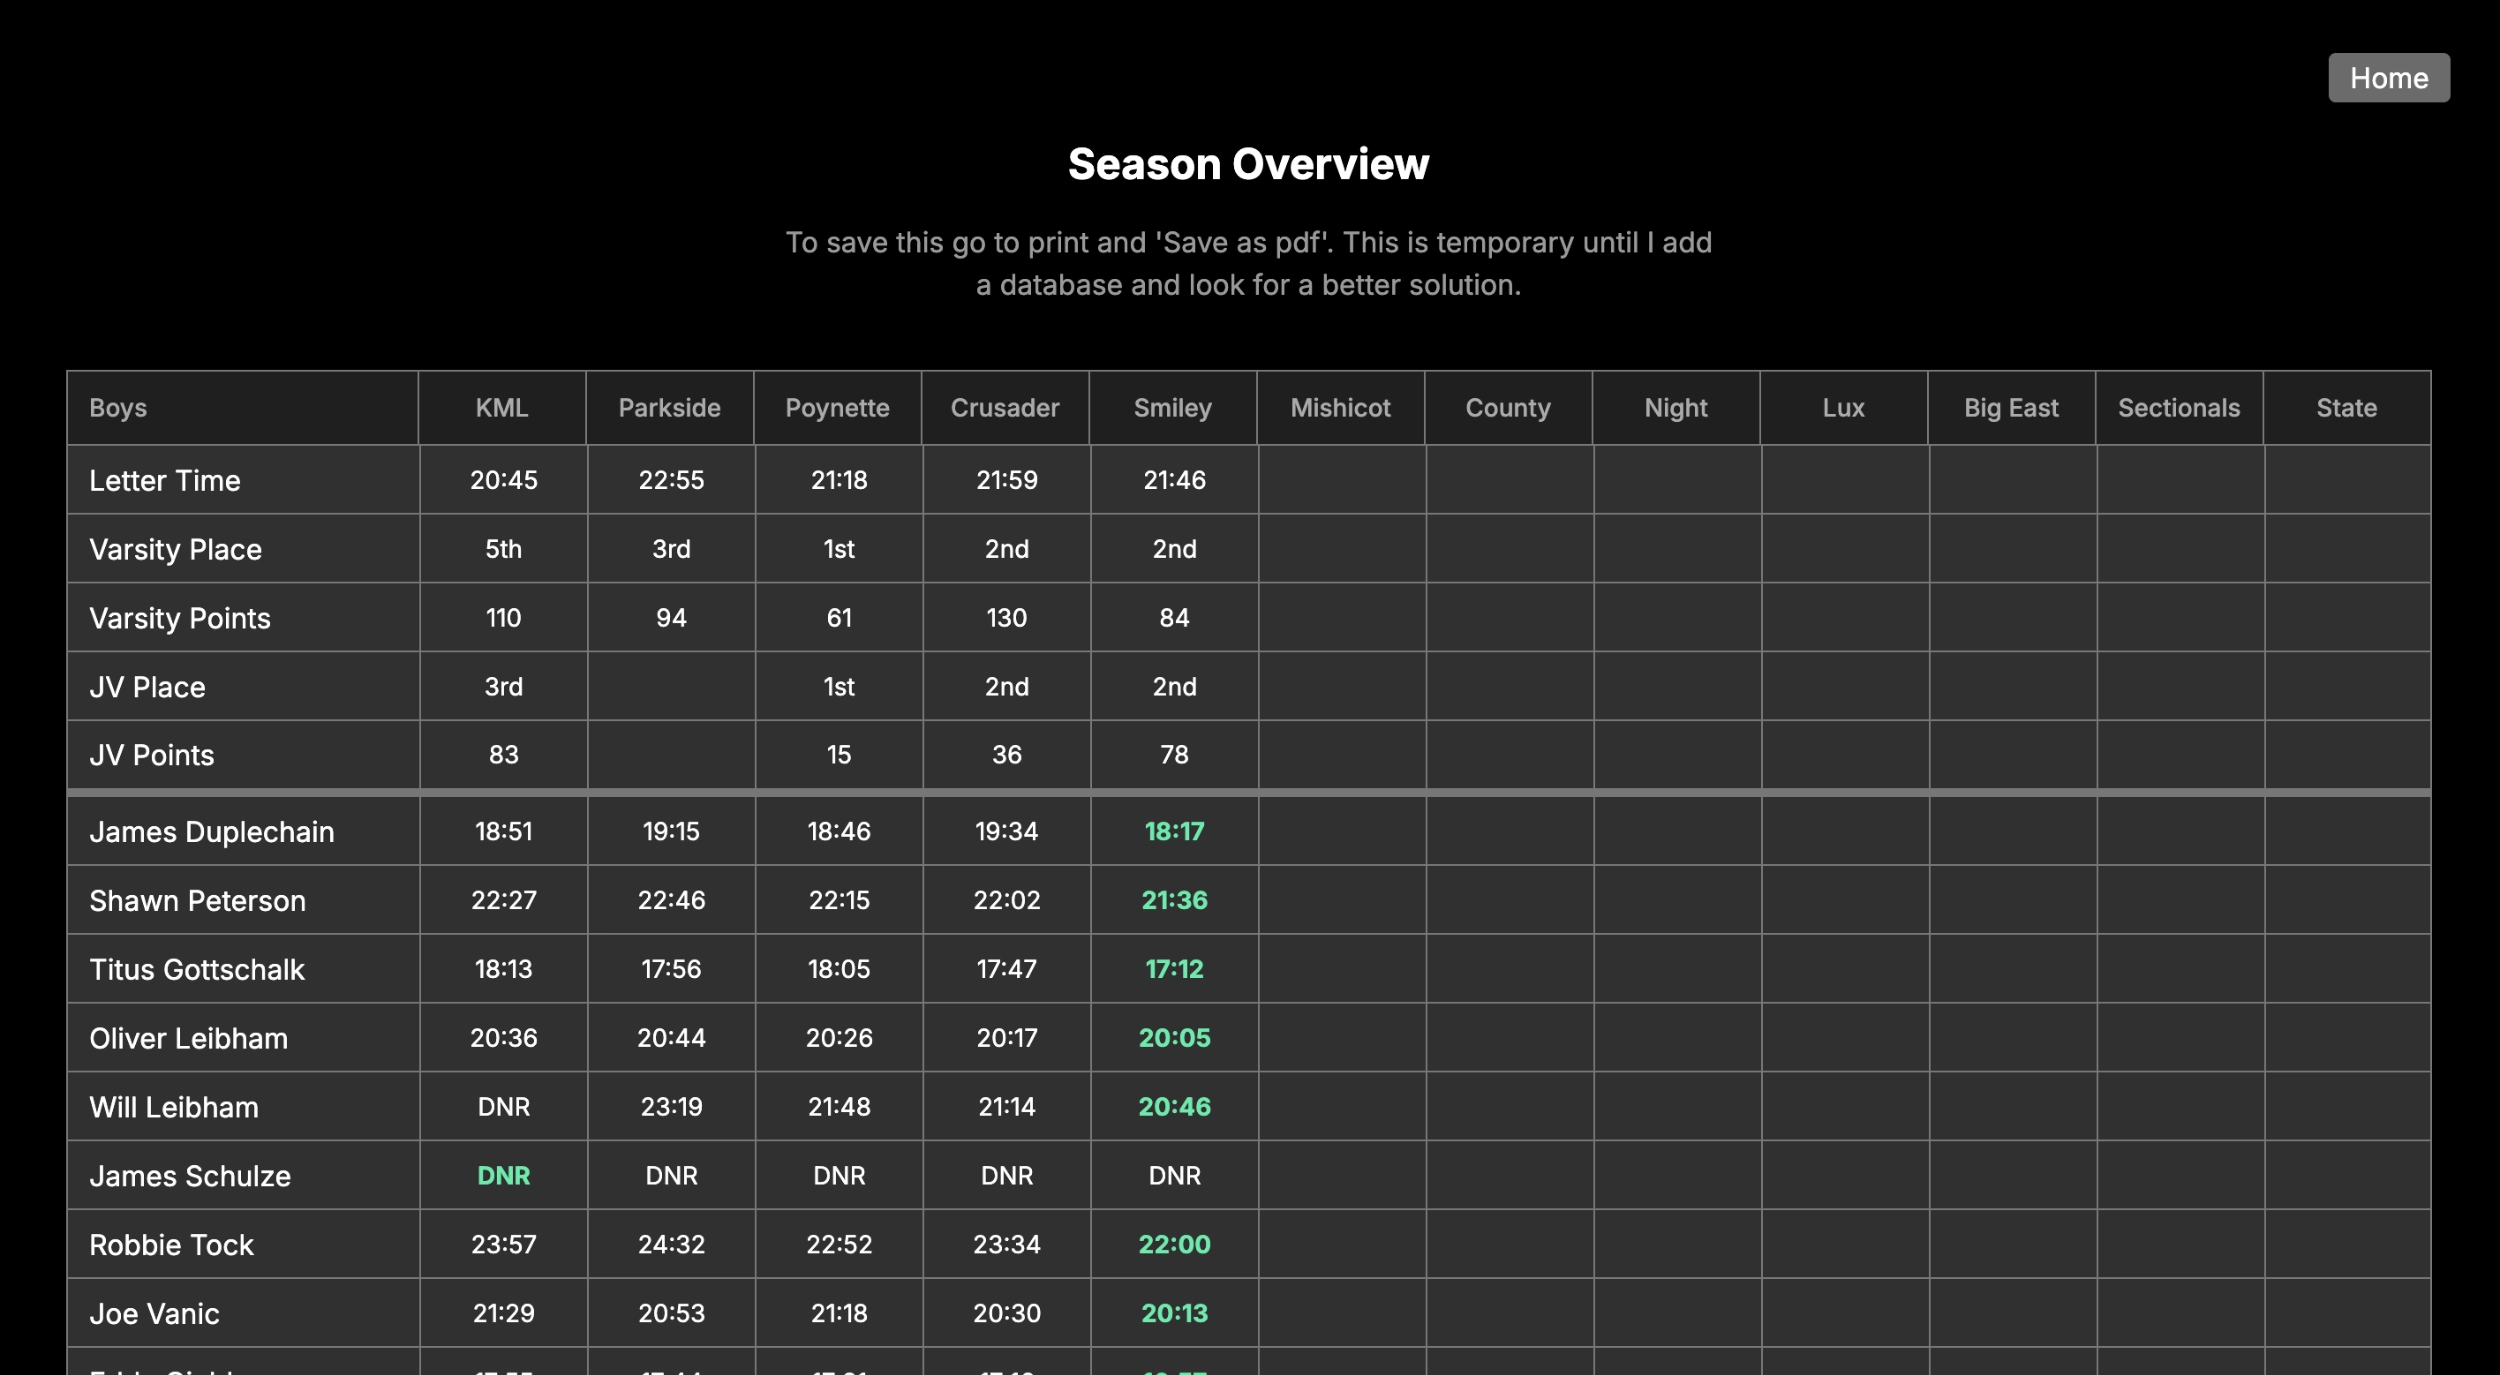 Home
Season Overview
To save this go to print and 'Save as pdf'. This is temporary until I add
a database and look for a better solution.
Boys KML Parkside Poynette Crusader Smiley Mishicot County Night Lux Big East Sectionals State
Letter Time 20:45 22:55 21:18 21:59 21:46
Varsity Place 5th 3rd 1st 2nd 2nd
Varsity Points 110 94 61 130 84
JV Place 3rd 1st 2nd 2nd
JV Points 83 15 36 78
James Duplechain 18:51 19:15 18:46 19:34 18:17
Shawn Peterson 22:27 22:46 22:15 22:02 21:36
Titus Gottschalk 18:13 17:56 18:05 17:47 17:12
Oliver Leibham 20:36 20:44 20:26 20:17 20:05
Will Leibham DNR 23:19 21:48 21:14 20:46
James Schulze DNR DNR DNR DNR DNR
Robbie Tock 23:57 24:32 22:52 23:34 22:00
Joe Vanic 21:29 20:53 21:18 20:30 20:13